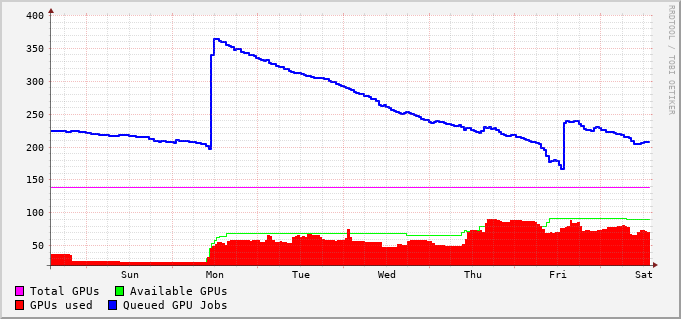 400
350
300
250
200
150
100
50
Sun Mon Tue Wed Thu Fri Sat
Total GPUs Available GPUs
GPUs used Queued GPU Jobs
RRDTOOL / TOBI OETIKER